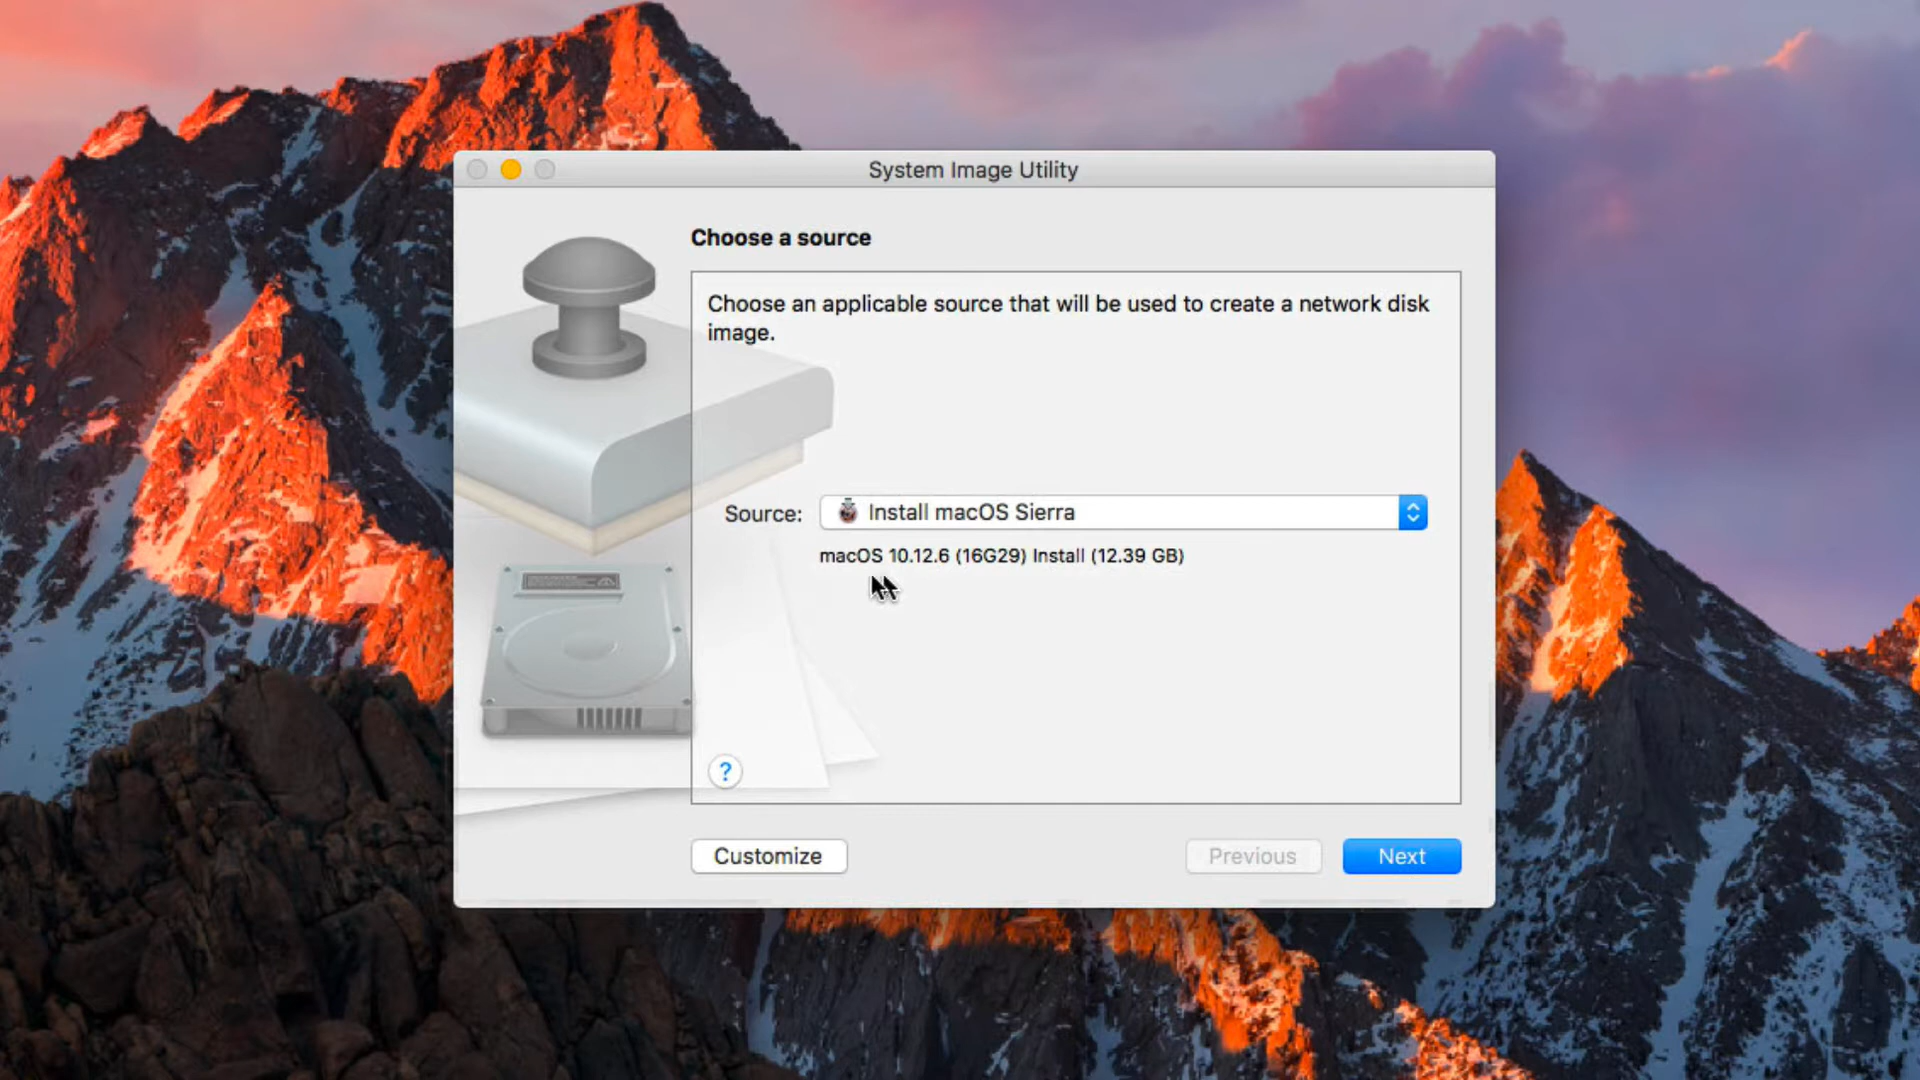 System Image Utility
Choose a source
Choose an applicable source that will be used to create a network disk
image.
Source:
Install macOS Sierra
macOS 10.12.6 (16G29) Install (12.39 GB)
?
Customize
Previous
Next